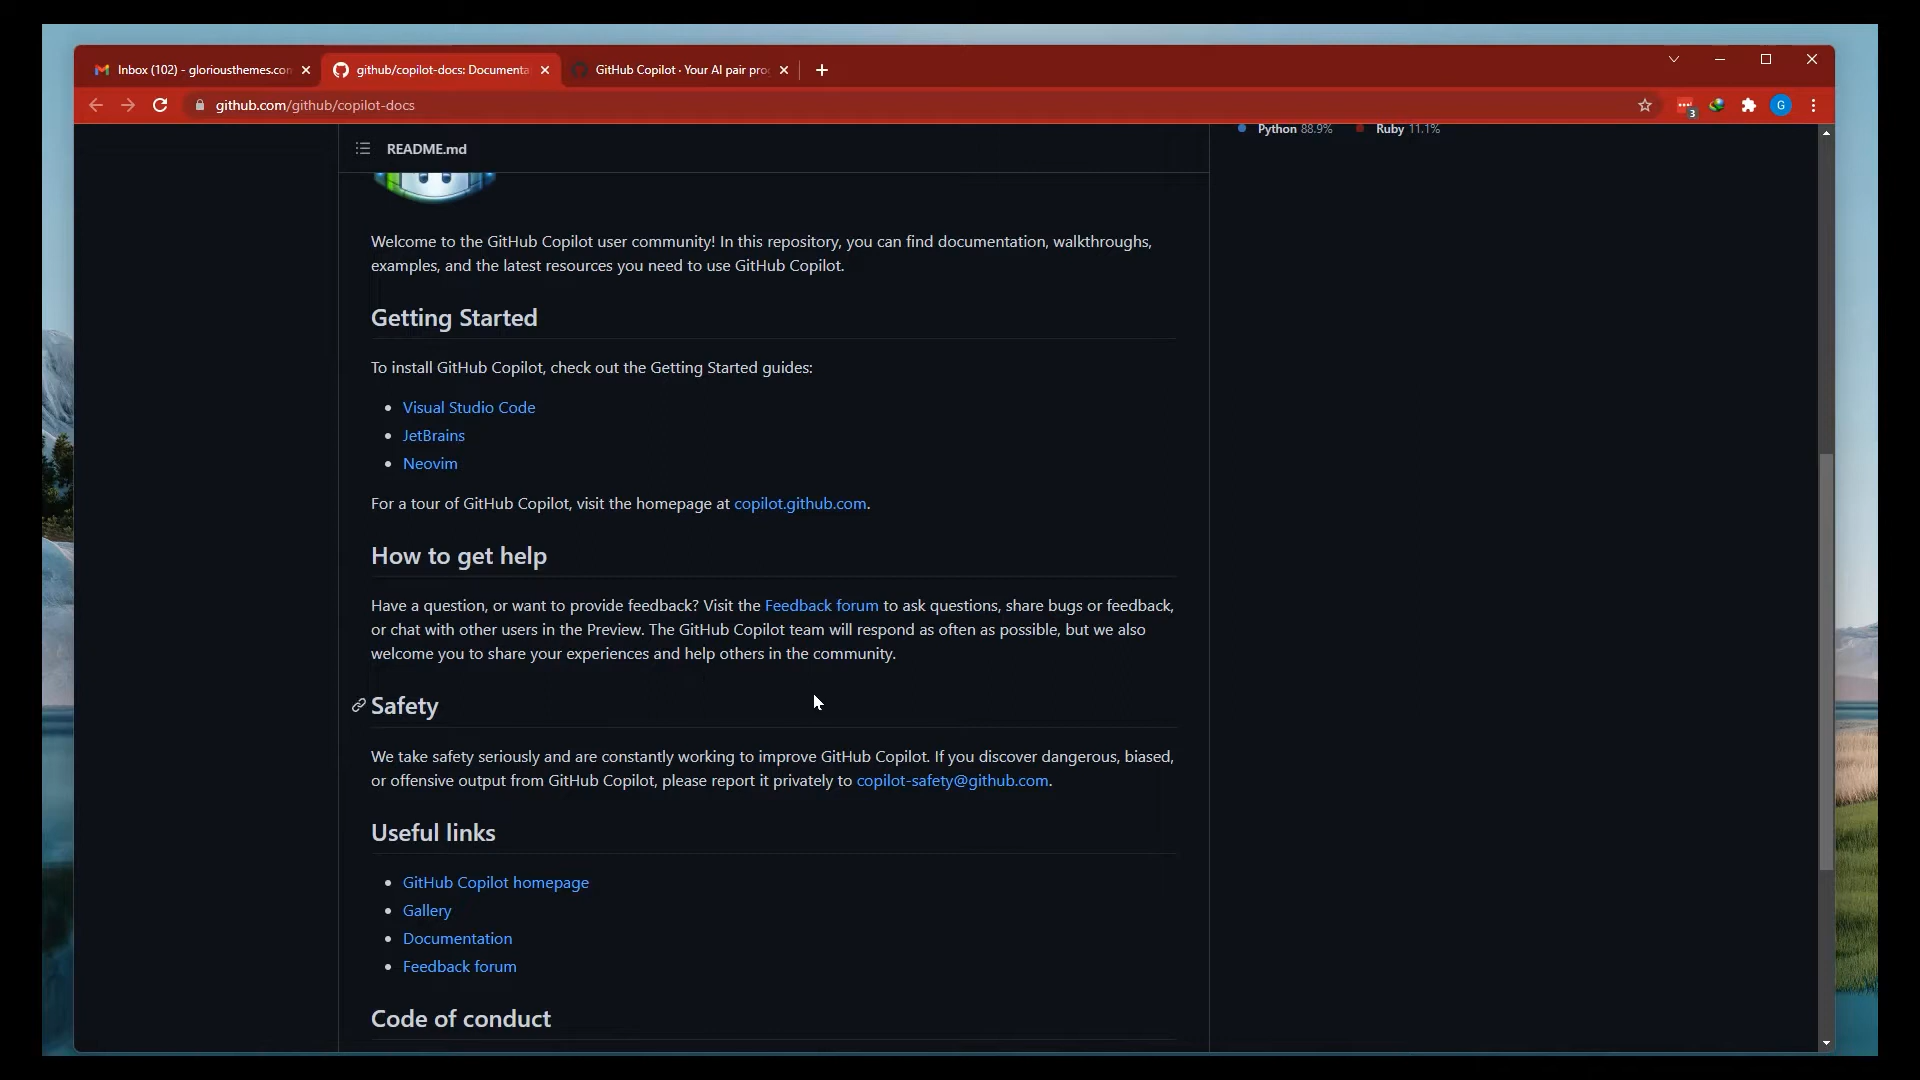 Inbox (102) - gloriousthemes.con
github/copilot-docs: Documenta
GitHub Copilot · Your AI pair pro
github.com/github/copilot-docs
3
G
README.md
Python 88.9%
Ruby 11.1%
Welcome to the GitHub Copilot user community! In this repository, you can find documentation, walkthroughs,
examples, and the latest resources you need to use GitHub Copilot.
Getting Started
To install GitHub Copilot, check out the Getting Started guides:
Visual Studio Code
JetBrains
Neovim
For a tour of GitHub Copilot, visit the homepage at copilot.github.com.
How to get help
Have a question, or want to provide feedback? Visit the Feedback forum to ask questions, share bugs or feedback,
or chat with other users in the Preview. The GitHub Copilot team will respond as often as possible, but we also
welcome you to share your experiences and help others in the community.
Safety
We take safety seriously and are constantly working to improve GitHub Copilot. If you discover dangerous, biased,
or offensive output from GitHub Copilot, please report it privately to copilot-safety@github.com.
Useful links
GitHub Copilot homepage
Gallery
Documentation
Feedback forum
Code of conduct